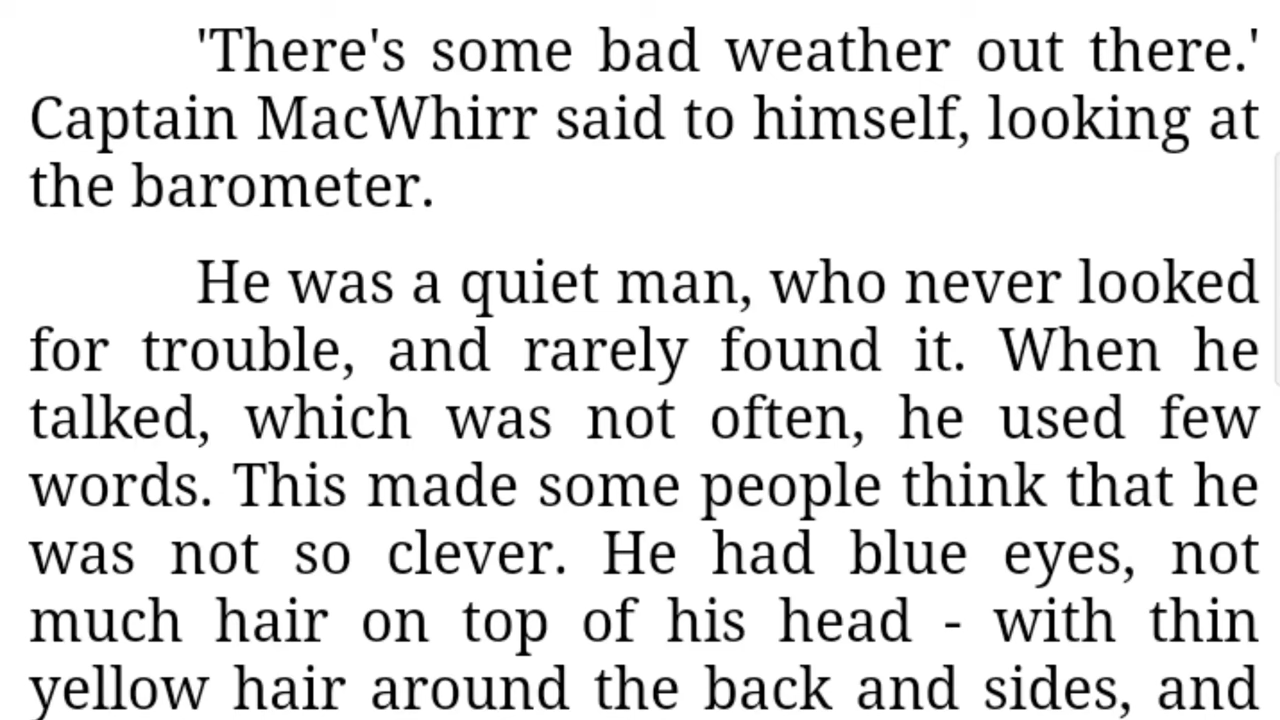 'There's some bad weather out there.'
Captain MacWhirr said to himself, looking at
the barometer.
He was a quiet man, who never looked
for trouble, and rarely found it. When he
talked, which was not often, he used few
words. This made some people think that he
was not so clever. He had blue eyes, not
much hair on top of his head - with thin
yellow hair around the back and sides, and